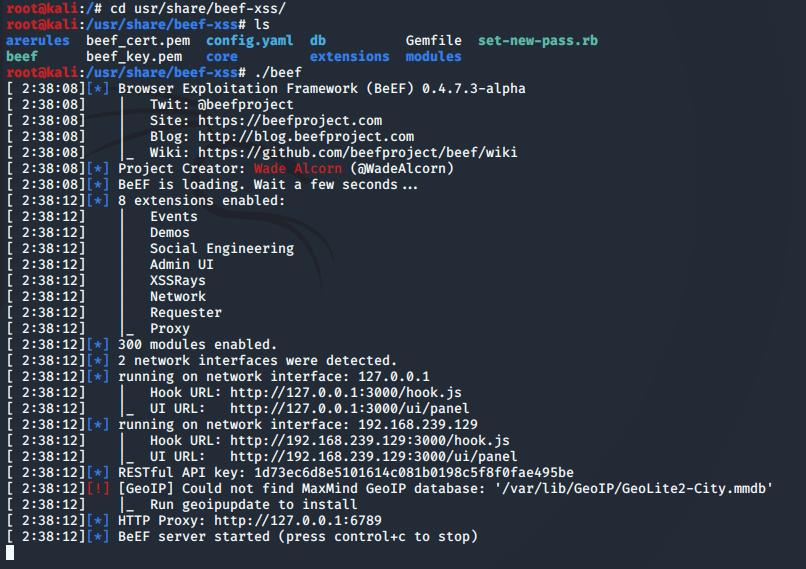 root@kali:/# cd usr/share/beef-xss/
root@kali:/usr/share/beef-xss# ls
arerules  beef_cert.pem  config.yaml  db          Gemfile  set-new-pass.rb
beef      beef_key.pem   core         extensions  modules
root@kali:/usr/share/beef-xss# ./beef
[ 2:38:08][*] Browser Exploitation Framework (BeEF) 0.4.7.3-alpha
[ 2:38:08]    |   Twit: @beefproject
[ 2:38:08]    |   Site: https://beefproject.com
[ 2:38:08]    |   Blog: http://blog.beefproject.com
[ 2:38:08]    |_  Wiki: https://github.com/beefproject/beef/wiki
[ 2:38:08][*] Project Creator: Wade Alcorn (@WadeAlcorn)
[ 2:38:08][*] BeEF is loading. Wait a few seconds...
[ 2:38:12][*] 8 extensions enabled:
[ 2:38:12]    |   Events
[ 2:38:12]    |   Demos
[ 2:38:12]    |   Social Engineering
[ 2:38:12]    |   Admin UI
[ 2:38:12]    |   XSSRays
[ 2:38:12]    |   Network
[ 2:38:12]    |   Requester
[ 2:38:12]    |_  Proxy
[ 2:38:12][*] 300 modules enabled.
[ 2:38:12][*] 2 network interfaces were detected.
[ 2:38:12][*] running on network interface: 127.0.0.1
[ 2:38:12]    |   Hook URL: http://127.0.0.1:3000/hook.js
[ 2:38:12]    |_  UI URL:   http://127.0.0.1:3000/ui/panel
[ 2:38:12][*] running on network interface: 192.168.239.129
[ 2:38:12]    |   Hook URL: http://192.168.239.129:3000/hook.js
[ 2:38:12]    |_  UI URL:   http://192.168.239.129:3000/ui/panel
[ 2:38:12][*] RESTful API key: 1d73ec6d8e5101614c081b0198c5f8f0fae495be
[ 2:38:12][!] [GeoIP] Could not find MaxMind GeoIP database: '/var/lib/GeoIP/GeoLite2-City.mmdb'
[ 2:38:12]    |_  Run geoipupdate to install
[ 2:38:12][*] HTTP Proxy: http://127.0.0.1:6789
[ 2:38:12][*] BeEF server started (press control+c to stop)